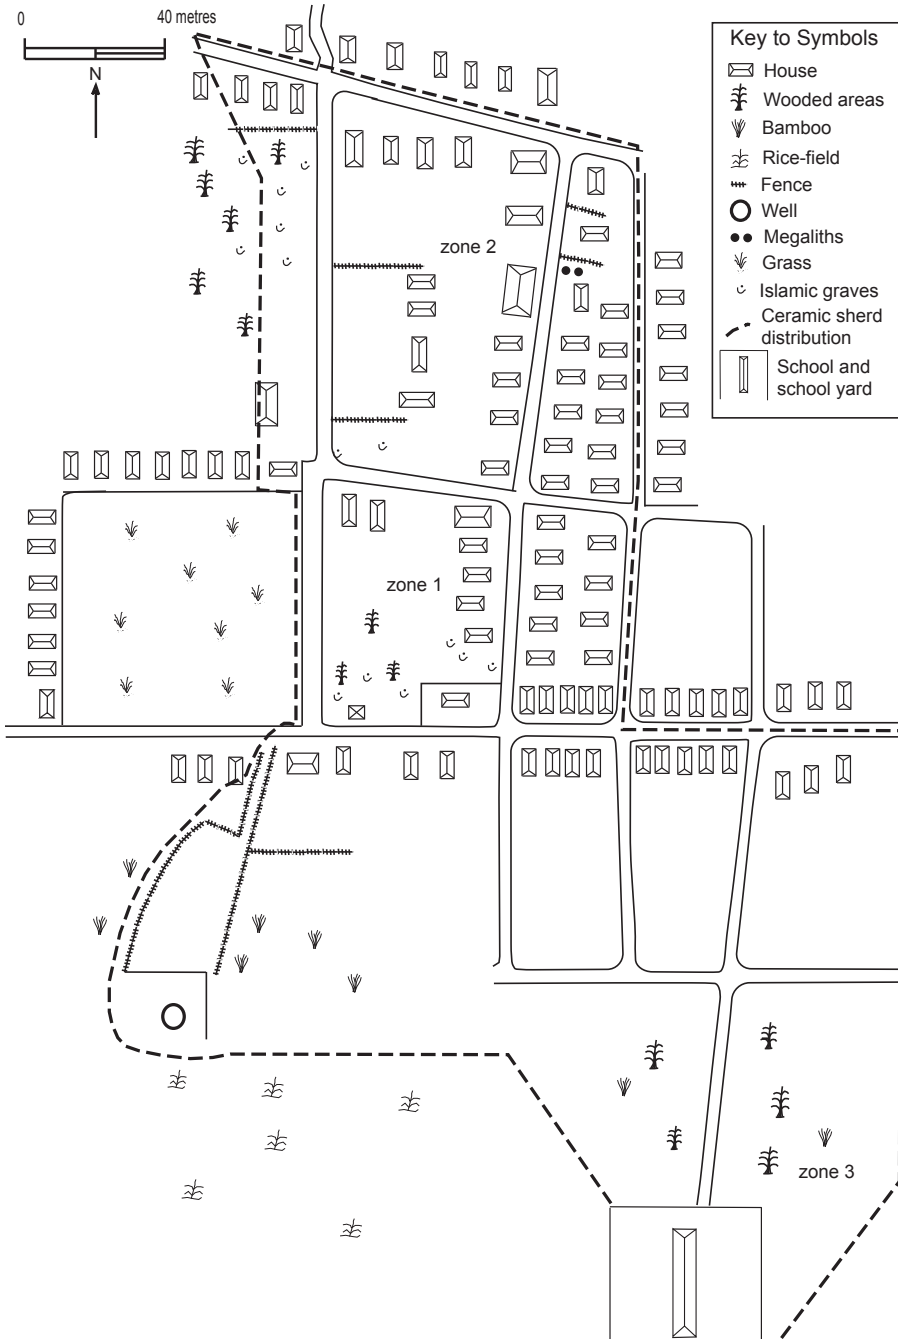 0
40 metres
N
Key to Symbols
House
Wooded areas
Bamboo
Rice-field
Fence
Well
Megaliths
Grass
Islamic graves
Ceramic sherd
distribution
School and
school yard
zone 2
zone 1
zone 3